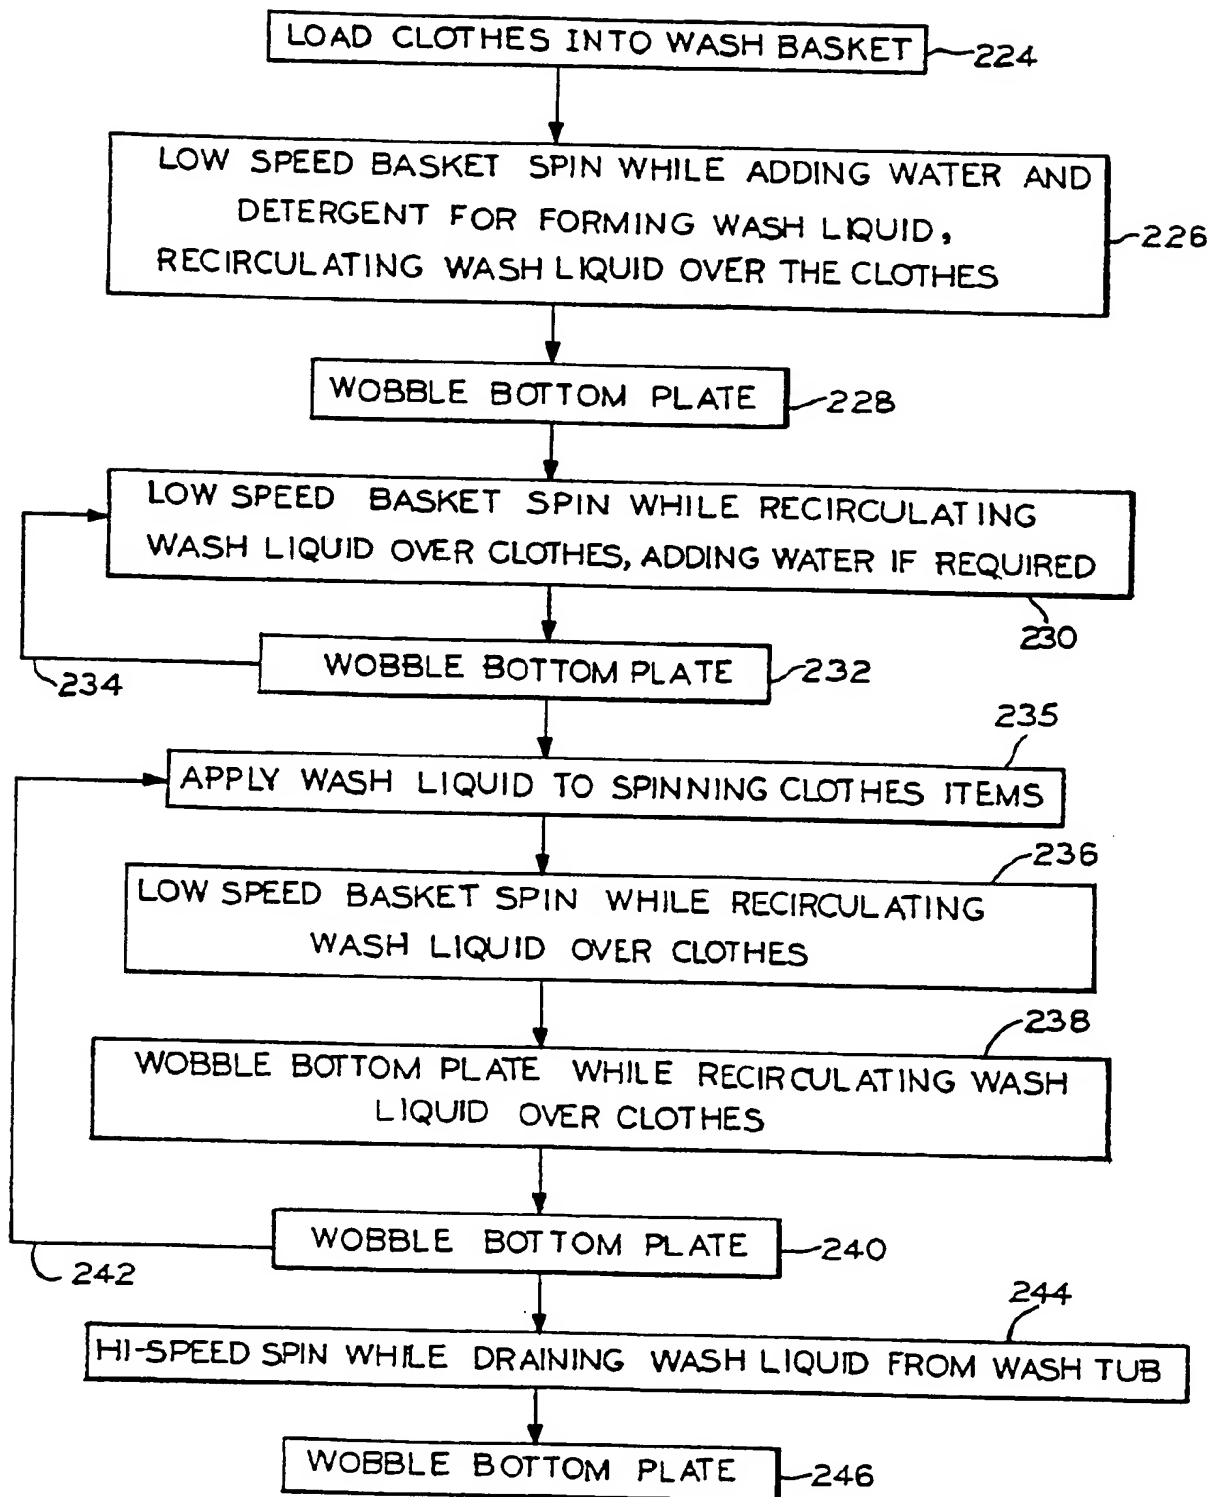 LOAD CLOTHES INTO WASH BASKET
224
LOW SPEED BASKET SPIN WHILE ADDING WATER AND
DETERGENT FOR FORMING WASH LIQUID,
RECIRCULATING WASH LIQUID OVER THE CLOTHES
226
WOBBLE BOTTOM PLATE
228
LOW SPEED BASKET SPIN WHILE RECIRCULATING
WASH LIQUID OVER CLOTHES, ADDING WATER IF REQUIRED
230
WOBBLE BOTTOM PLATE
232
234
235
APPLY WASH LIQUID TO SPINNING CLOTHES ITEMS
236
LOW SPEED BASKET SPIN WHILE RECIRCULATING
WASH LIQUID OVER CLOTHES
238
WOBBLE BOTTOM PLATE WHILE RECIRCULATING WASH
LIQUID OVER CLOTHES
WOBBLE BOTTOM PLATE
240
242
244
HI-SPEED SPIN WHILE DRAINING WASH LIQUID FROM WASH TUB
WOBBLE BOTTOM PLATE
246